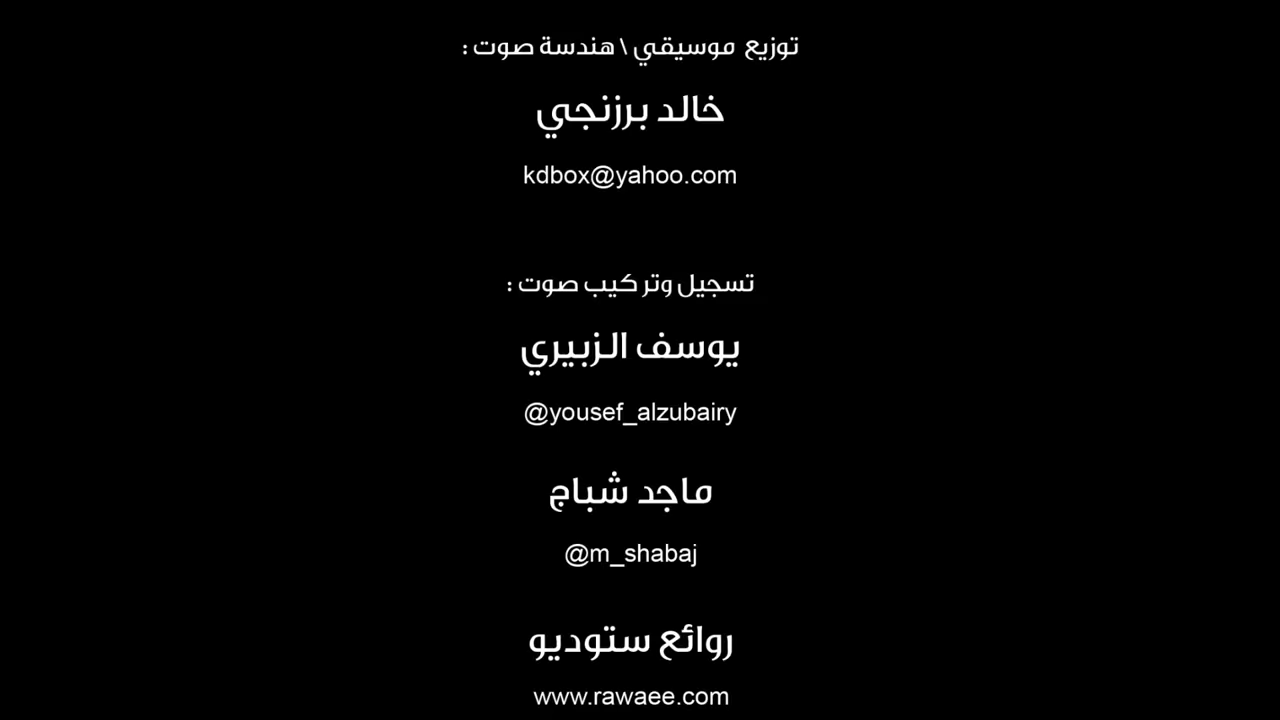 توزيع موسيقي \ هندسة صوت :
خالد برزنجي
kdbox@yahoo.com
تسجيل وتركيب صوت :
يوسف الزبيري
@yousef_alzubairy
ماجد شباج
@m_shabaj
روائع ستوديو
www.rawaee.com